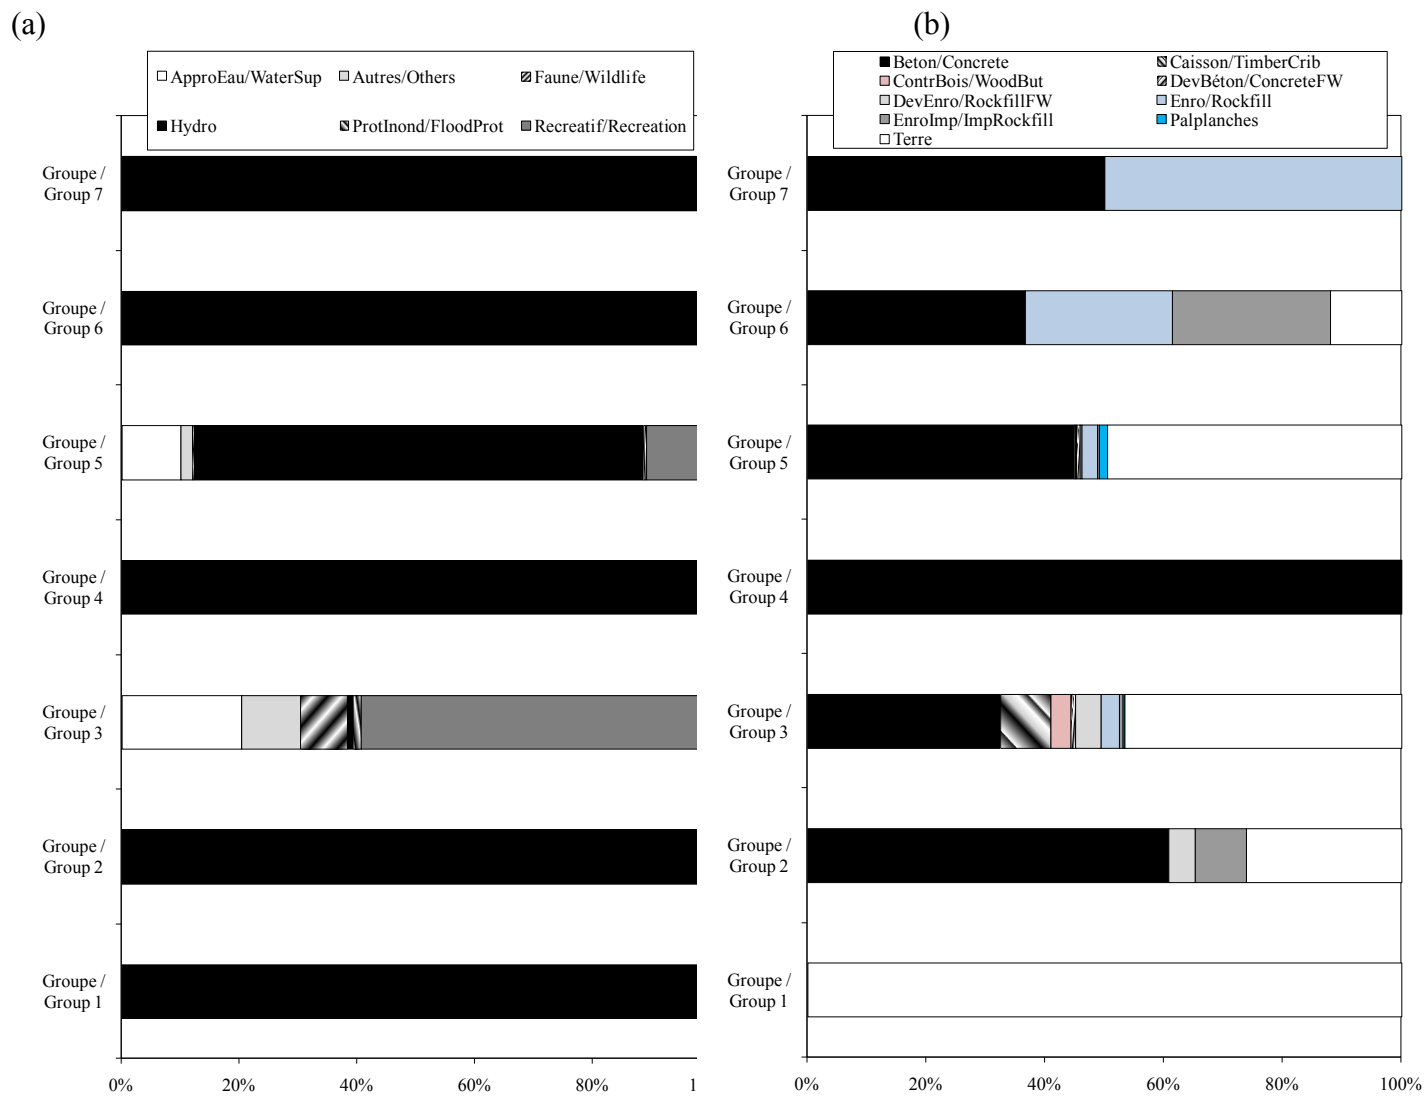 (a)
ApproEau/WaterSup Autres/Others Faune/Wildlife
Hydro ProtInond/FloodProt Recreatif/Recreation
Groupe /
Group 7
Groupe /
Group 6
Groupe /
Group 5
Groupe /
Group 4
Groupe /
Group 3
Groupe /
Group 2
Groupe /
Group 1
0% 20% 40% 60% 80% 1
(b)
Beton/Concrete Caisson/TimberCrib
ContrBois/WoodBut DevBéton/ConcreteFW
DevEnro/RockfillFW Enro/Rockfill
EnroImp/ImpRockfill Palplanches
Terre
Groupe /
Group 7
Groupe /
Group 6
Groupe /
Group 5
Groupe /
Group 4
Groupe /
Group 3
Groupe /
Group 2
Groupe /
Group 1
0% 20% 40% 60% 80% 100%